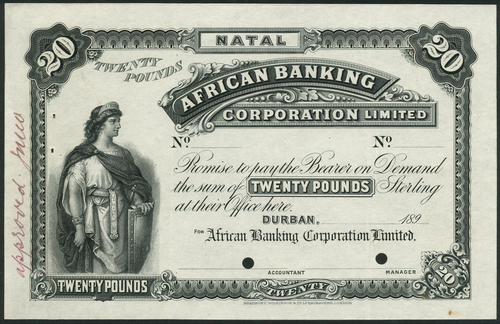 NATAL
20
20
TWENTY
POUNDS
AFRICAN BANKING
CORPORATION LIMITED
No
No
Promise to pay the Bearer on Demand
the sum of TWENTY POUNDS Sterling
at their Office here.
DURBAN, 189
FOR African Banking Corporation Limited.
ACCOUNTANT
MANAGER
TWENTY POUNDS
TWENTY
20
approved